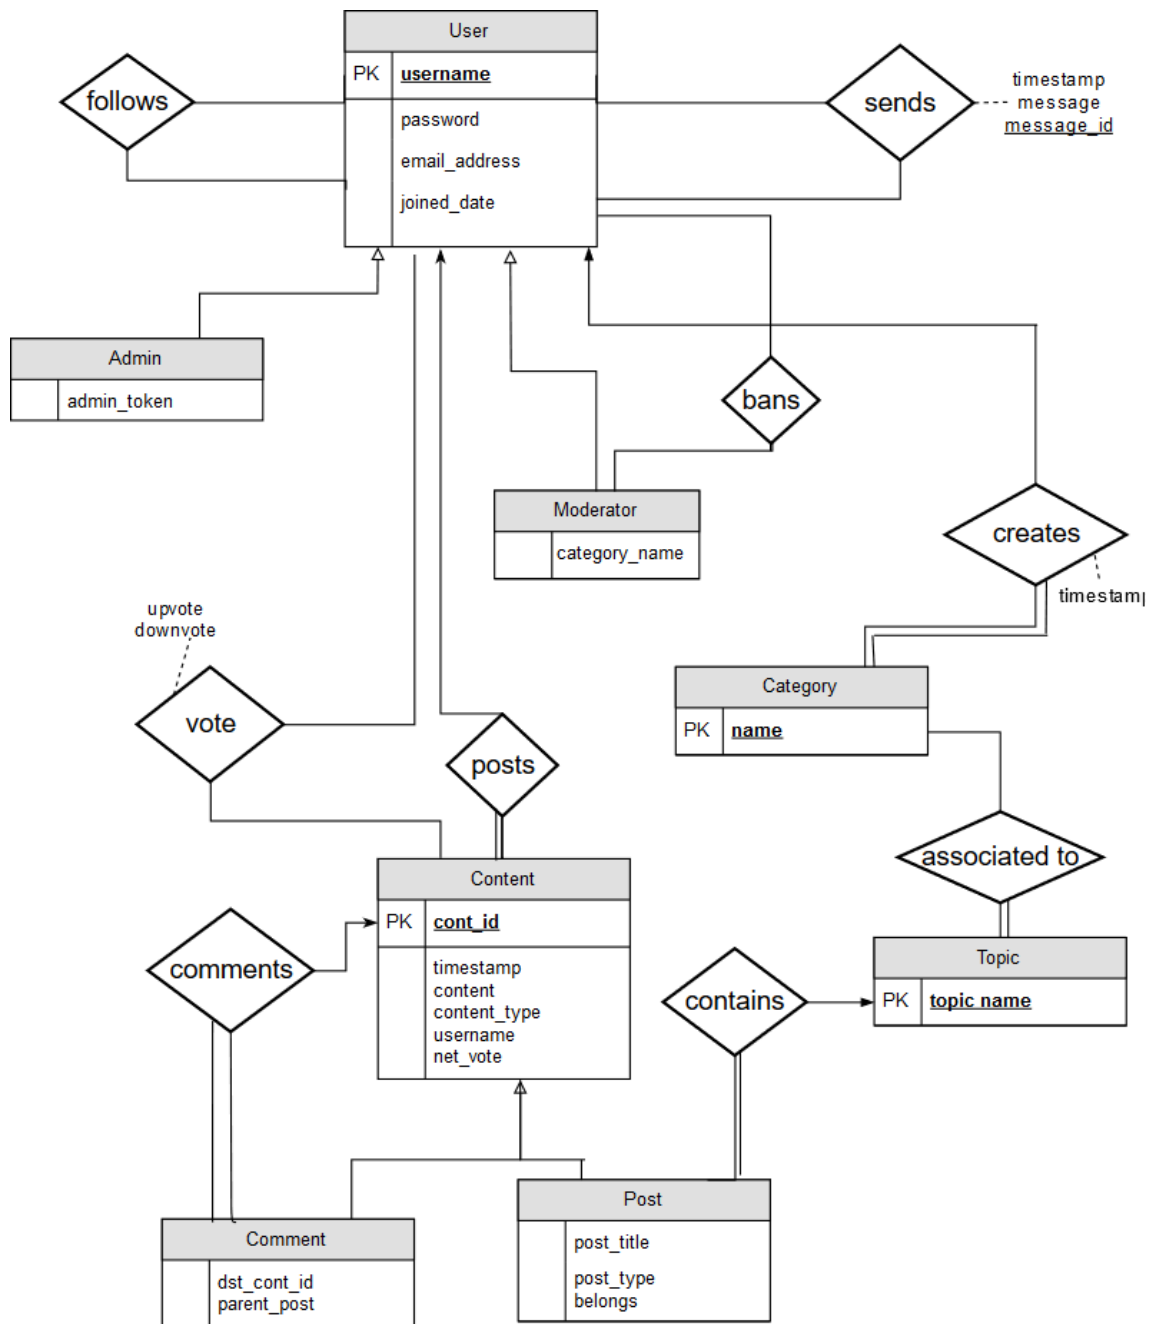 User
PK username
password
email_address
joined_date
follows
sends
timestamp
message
message_id
Admin
admin_token
bans
Moderator
category_name
creates
timestam
upvote
downvote
vote
posts
Category
PK name
associated to
Content
PK cont_id
timestamp
content
content_type
username
net_vote
comments
contains
Topic
PK topic name
Comment
dst_cont_id
parent_post
Post
post_title
post_type
belongs